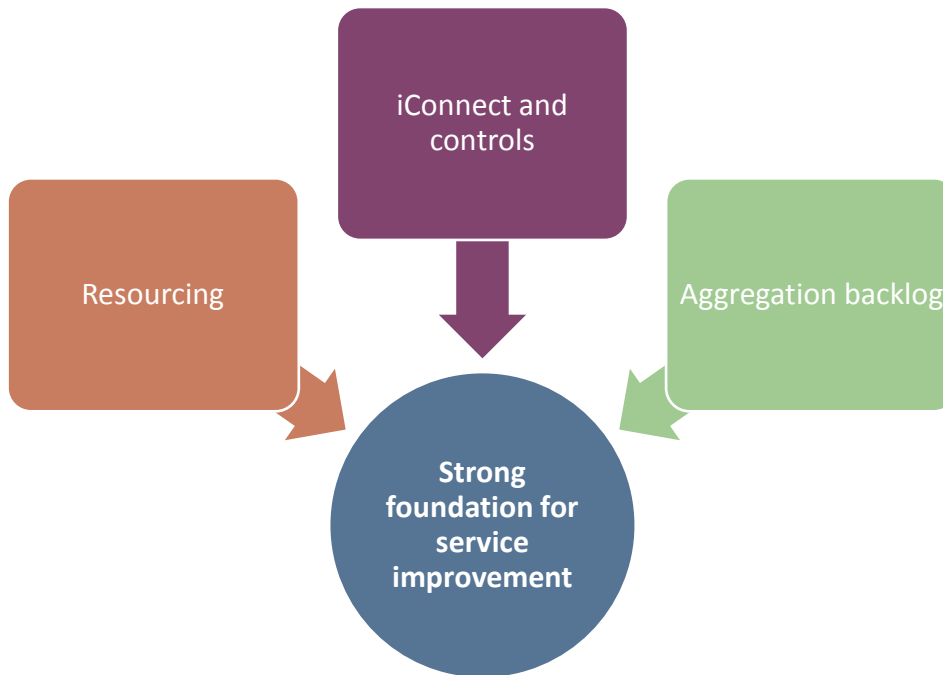 iConnect and
controls
Resourcing
Aggregation backlog
Strong
foundation for
service
improvement